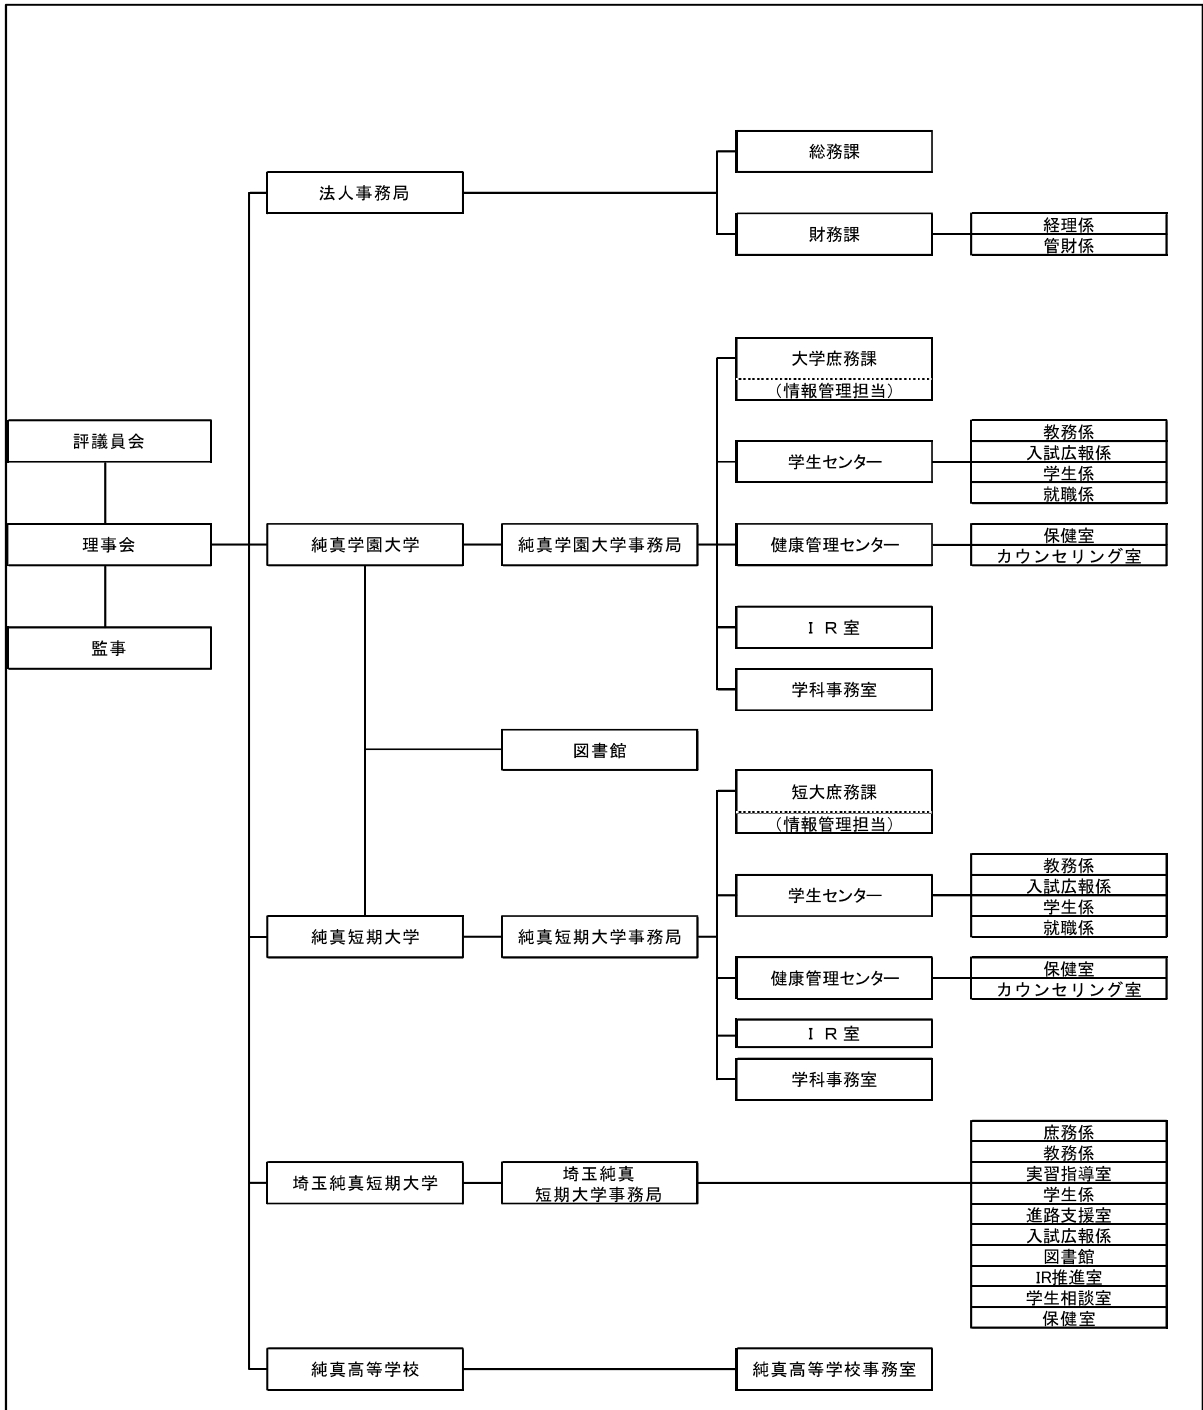 総務課
法人事務局
財務課
経理係
管財係
大学庶務課
（情報管理担当）
評議員会
学生センター
教務係
入試広報係
学生係
就職係
理事会
純真学園大学
純真学園大学事務局
健康管理センター
保健室
カウンセリング室
監事
ＩＲ室
学科事務室
図書館
短大庶務課
（情報管理担当）
学生センター
教務係
入試広報係
学生係
就職係
純真短期大学
純真短期大学事務局
健康管理センター
保健室
カウンセリング室
ＩＲ室
学科事務室
埼玉純真短期大学
埼玉純真
短期大学事務局
庶務係
教務係
実習指導室
学生係
進路支援室
入試広報係
図書館
IR推進室
学生相談室
保健室
純真高等学校
純真高等学校事務室